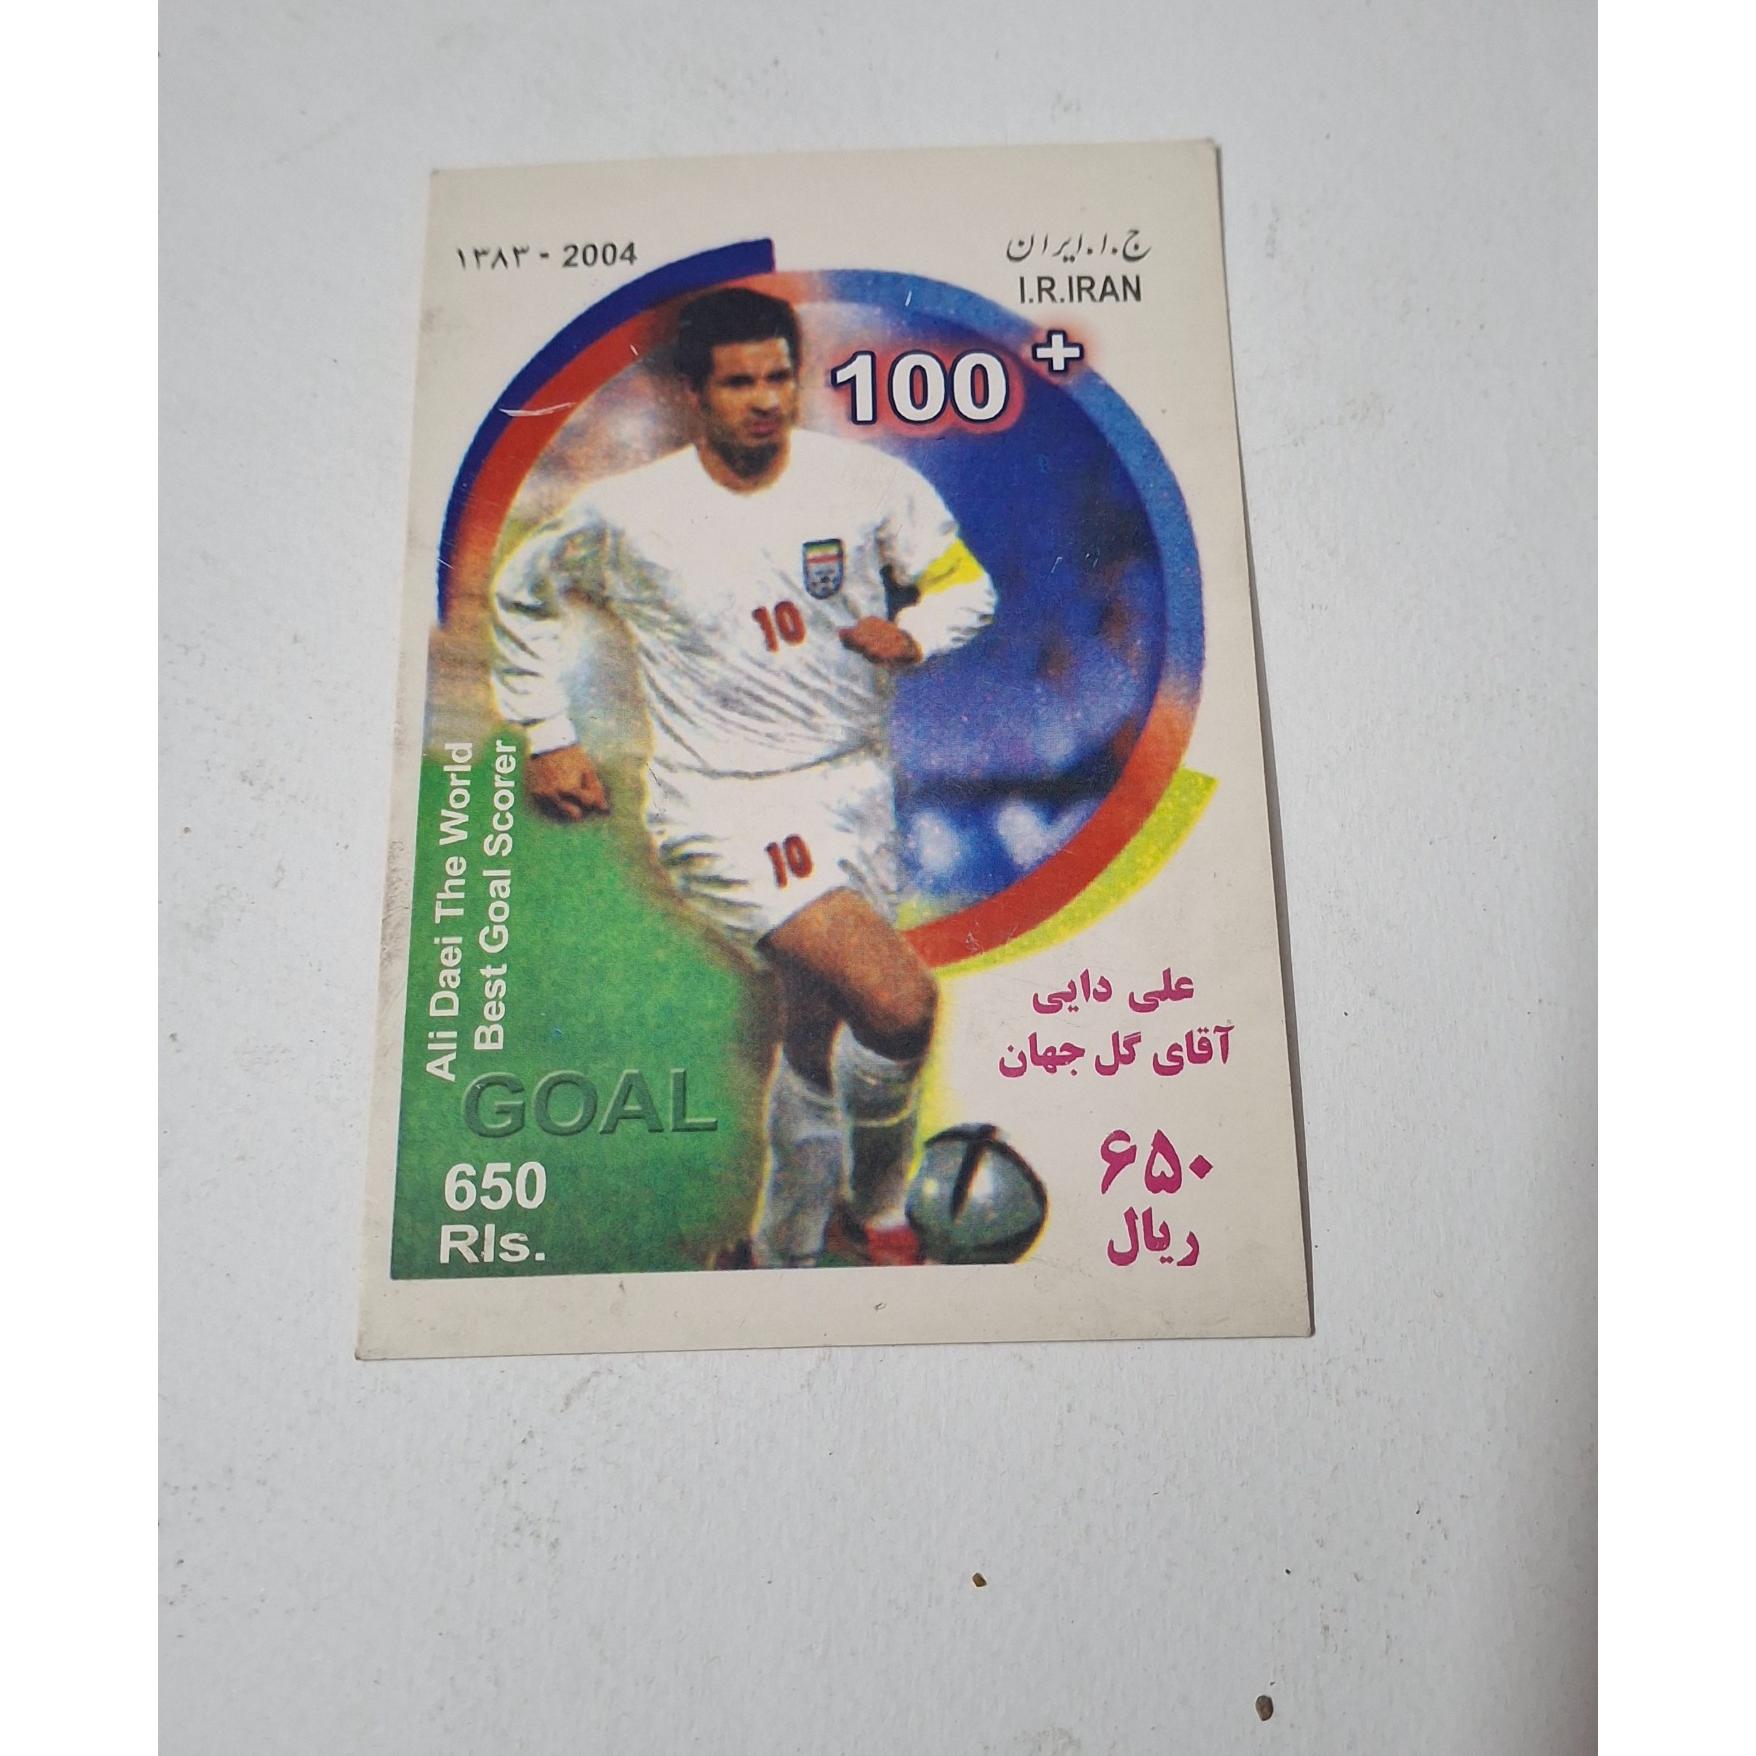 ۱۳۸۳ - 2004
ج.ا.ایران
I.R.IRAN
100+
10
10
Ali Daei The World
Best Goal Scorer
GOAL
650
Rls.
علی دایی
آقای گل جهان
۶۵۰
ریال